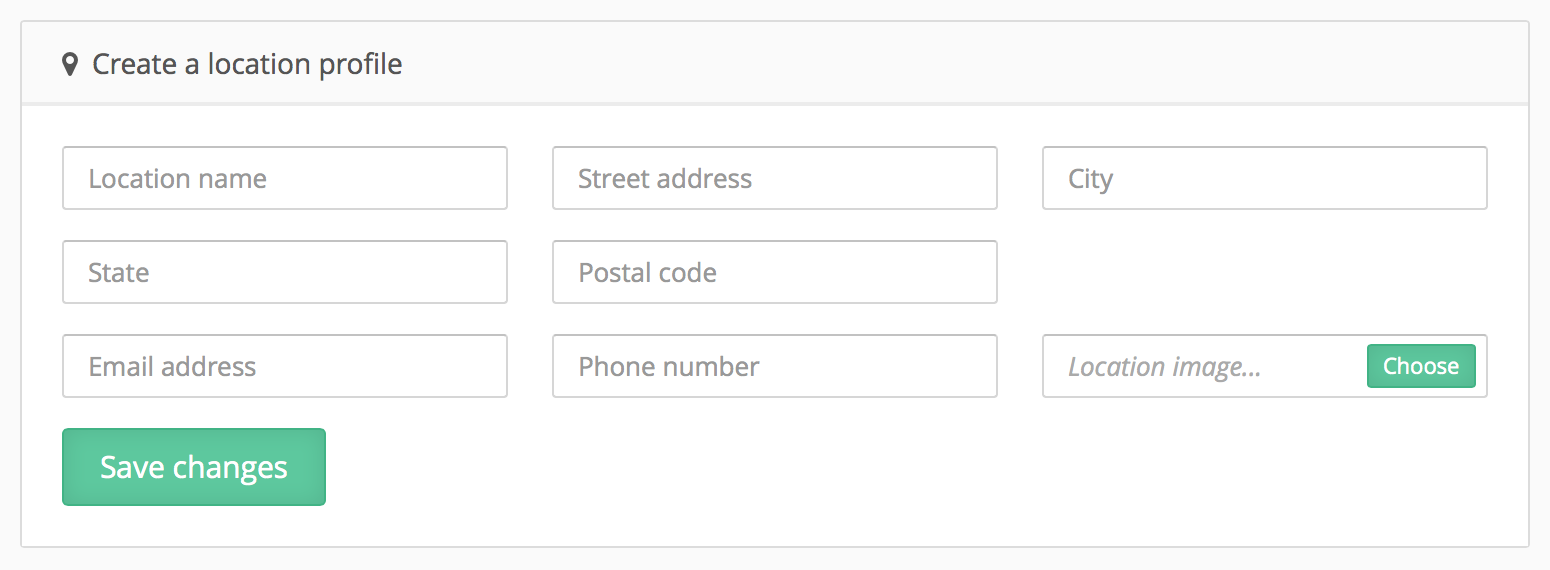 Create a location profile
Location name
Street address
City
State
Postal code
Email address
Phone number
Location image...
Choose
Save changes